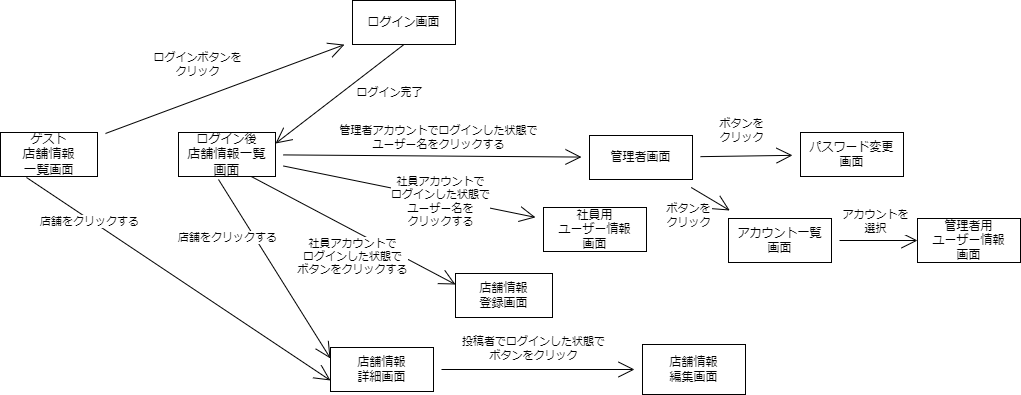 ログイン画面
ログインボタンを
クリック
ログイン完了
ゲスト
店舗情報
一覧画面
ログイン後
店舗情報一覧
画面
管理者アカウントでログインした状態で
ユーザー名をクリックする
管理者画面
ボタンを
クリック
パスワード変更
画面
社員アカウントで
ログインした状態で
ユーザー名を
クリックする
社員用
ユーザー情報
画面
ボタンを
クリック
アカウント一覧
画面
アカウントを
選択
管理者用
ユーザー情報
画面
店舗をクリックする
店舗をクリックする
社員アカウントで
ログインした状態で
ボタンをクリックする
店舗情報
登録画面
店舗情報
詳細画面
投稿者でログインした状態で
ボタンをクリック
店舗情報
編集画面